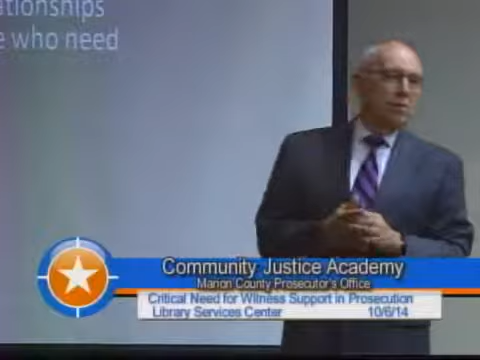 ationships
e who need
Community Justice Academy
Marion County Prosecutor's Office
Critical Need for Witness Support in Prosecution
Library Services Center 10/6/14